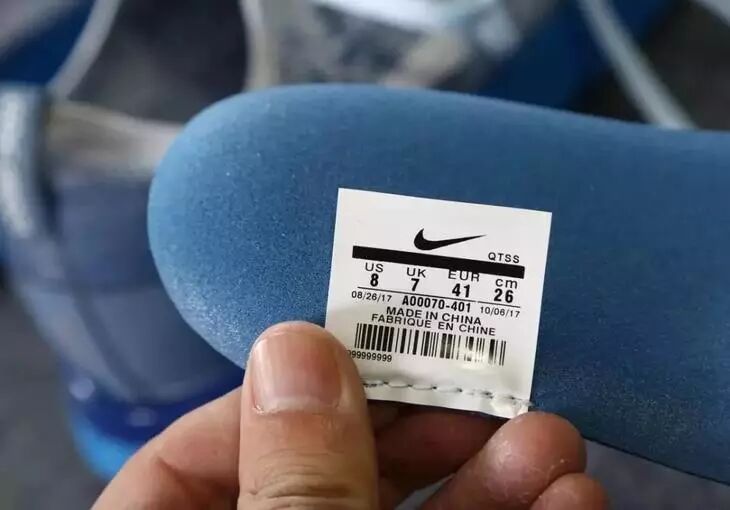 QTSS
US UK EUR cm
8 7 41 26
08/26/17 A00070-401 10/06/17
MADE IN CHINA
FABRIQUE EN CHINE
999999999